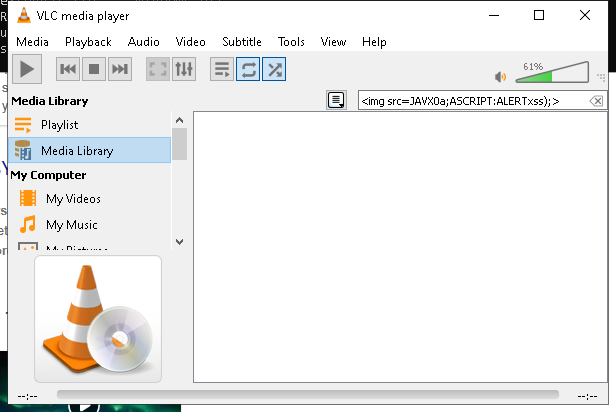 VLC media player
Media Playback Audio Video Subtitle Tools View Help
61%
Media Library
<img src=JAVX0a;ASCRIPT:ALERTxss);>
Playlist
Media Library
My Computer
My Videos
My Music
My Pictures
--:-- --:--